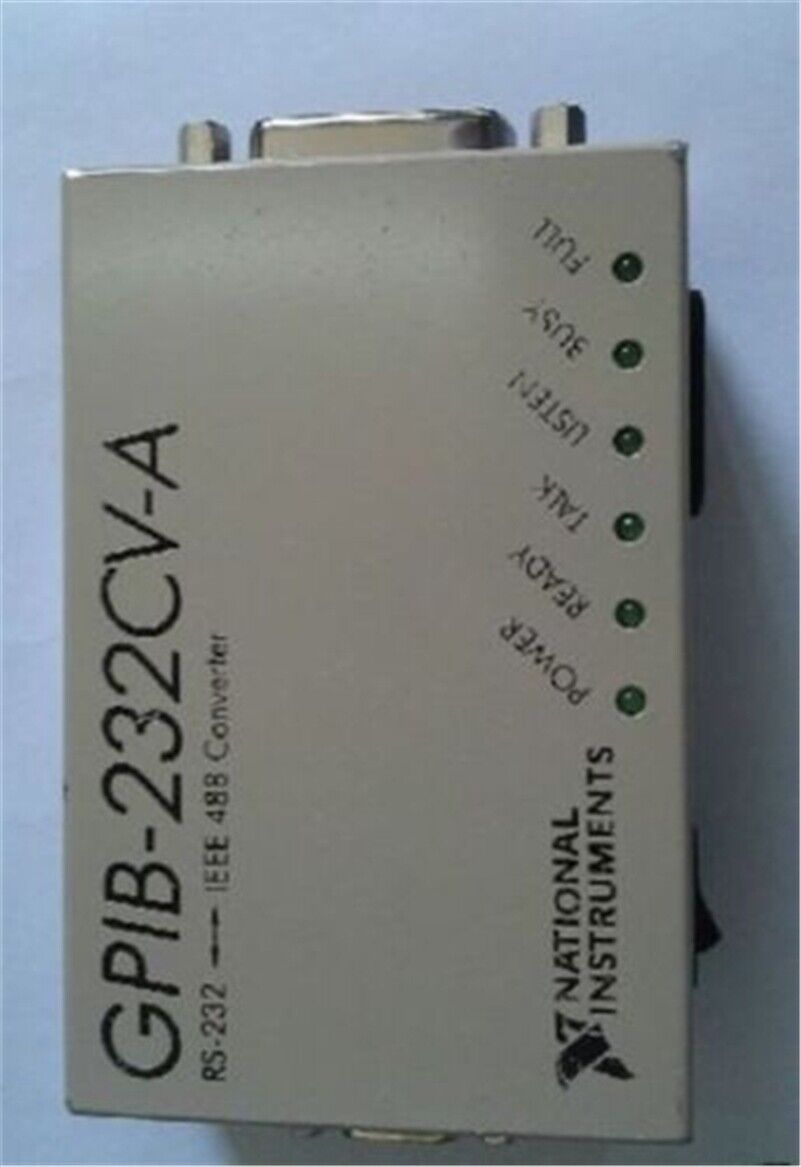 GPIB-232CV-A
RS-232 IEEE 488 Converter
NATIONAL
INSTRUMENTS
POWER
READY
TALK
LISTEN
BUSY
FULL